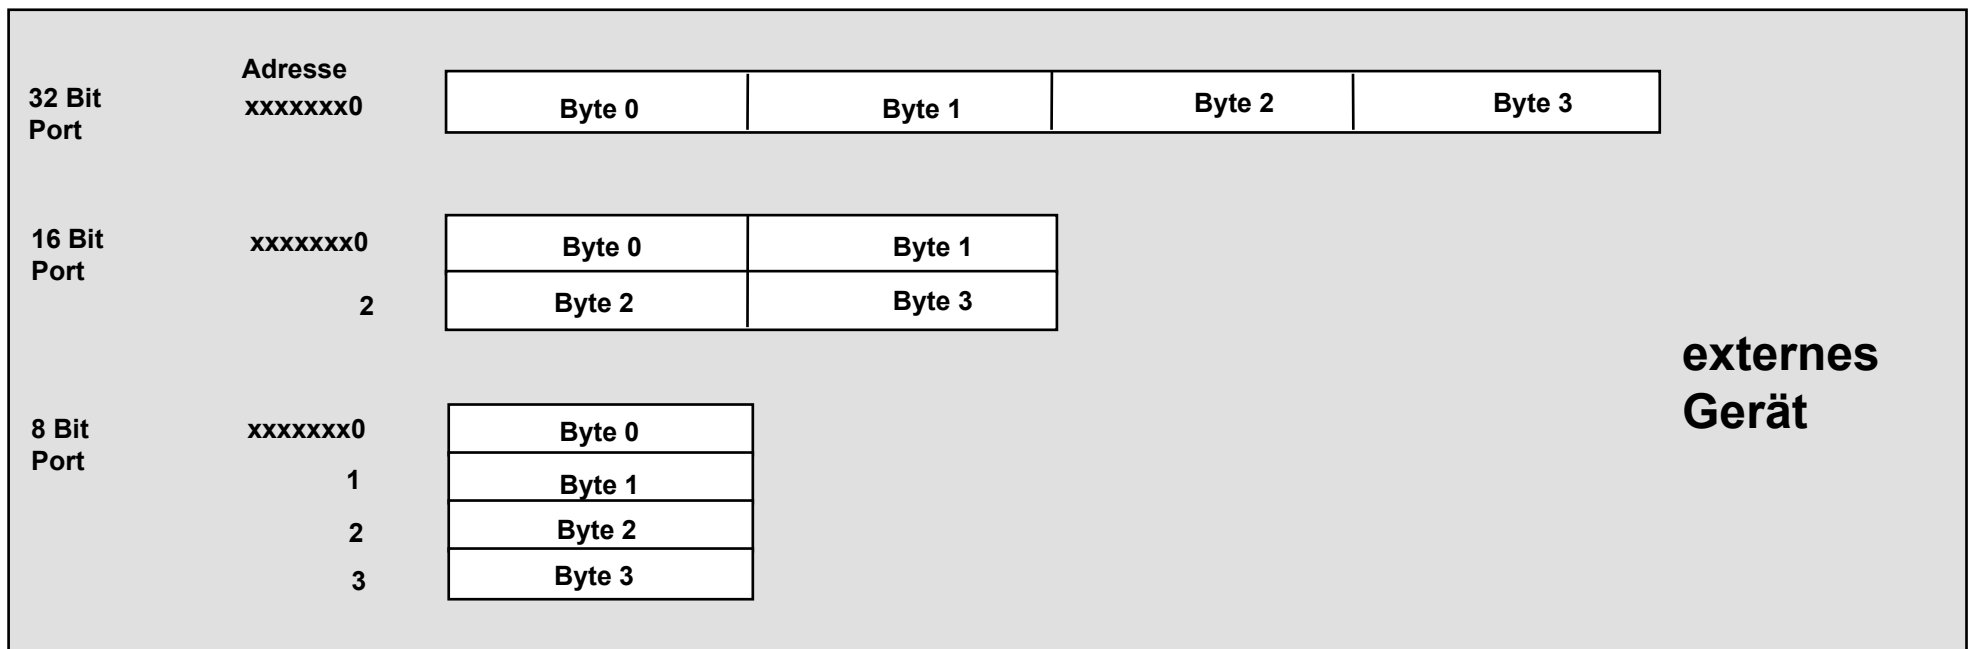 Adresse
32 Bit
Port
xxxxxxx0
Byte 0 Byte 1 Byte 2 Byte 3
16 Bit
Port
xxxxxxx0
Byte 0 Byte 1
2
Byte 2 Byte 3
externes
Gerät
8 Bit
Port
xxxxxxx0
Byte 0
1
Byte 1
2
Byte 2
3
Byte 3